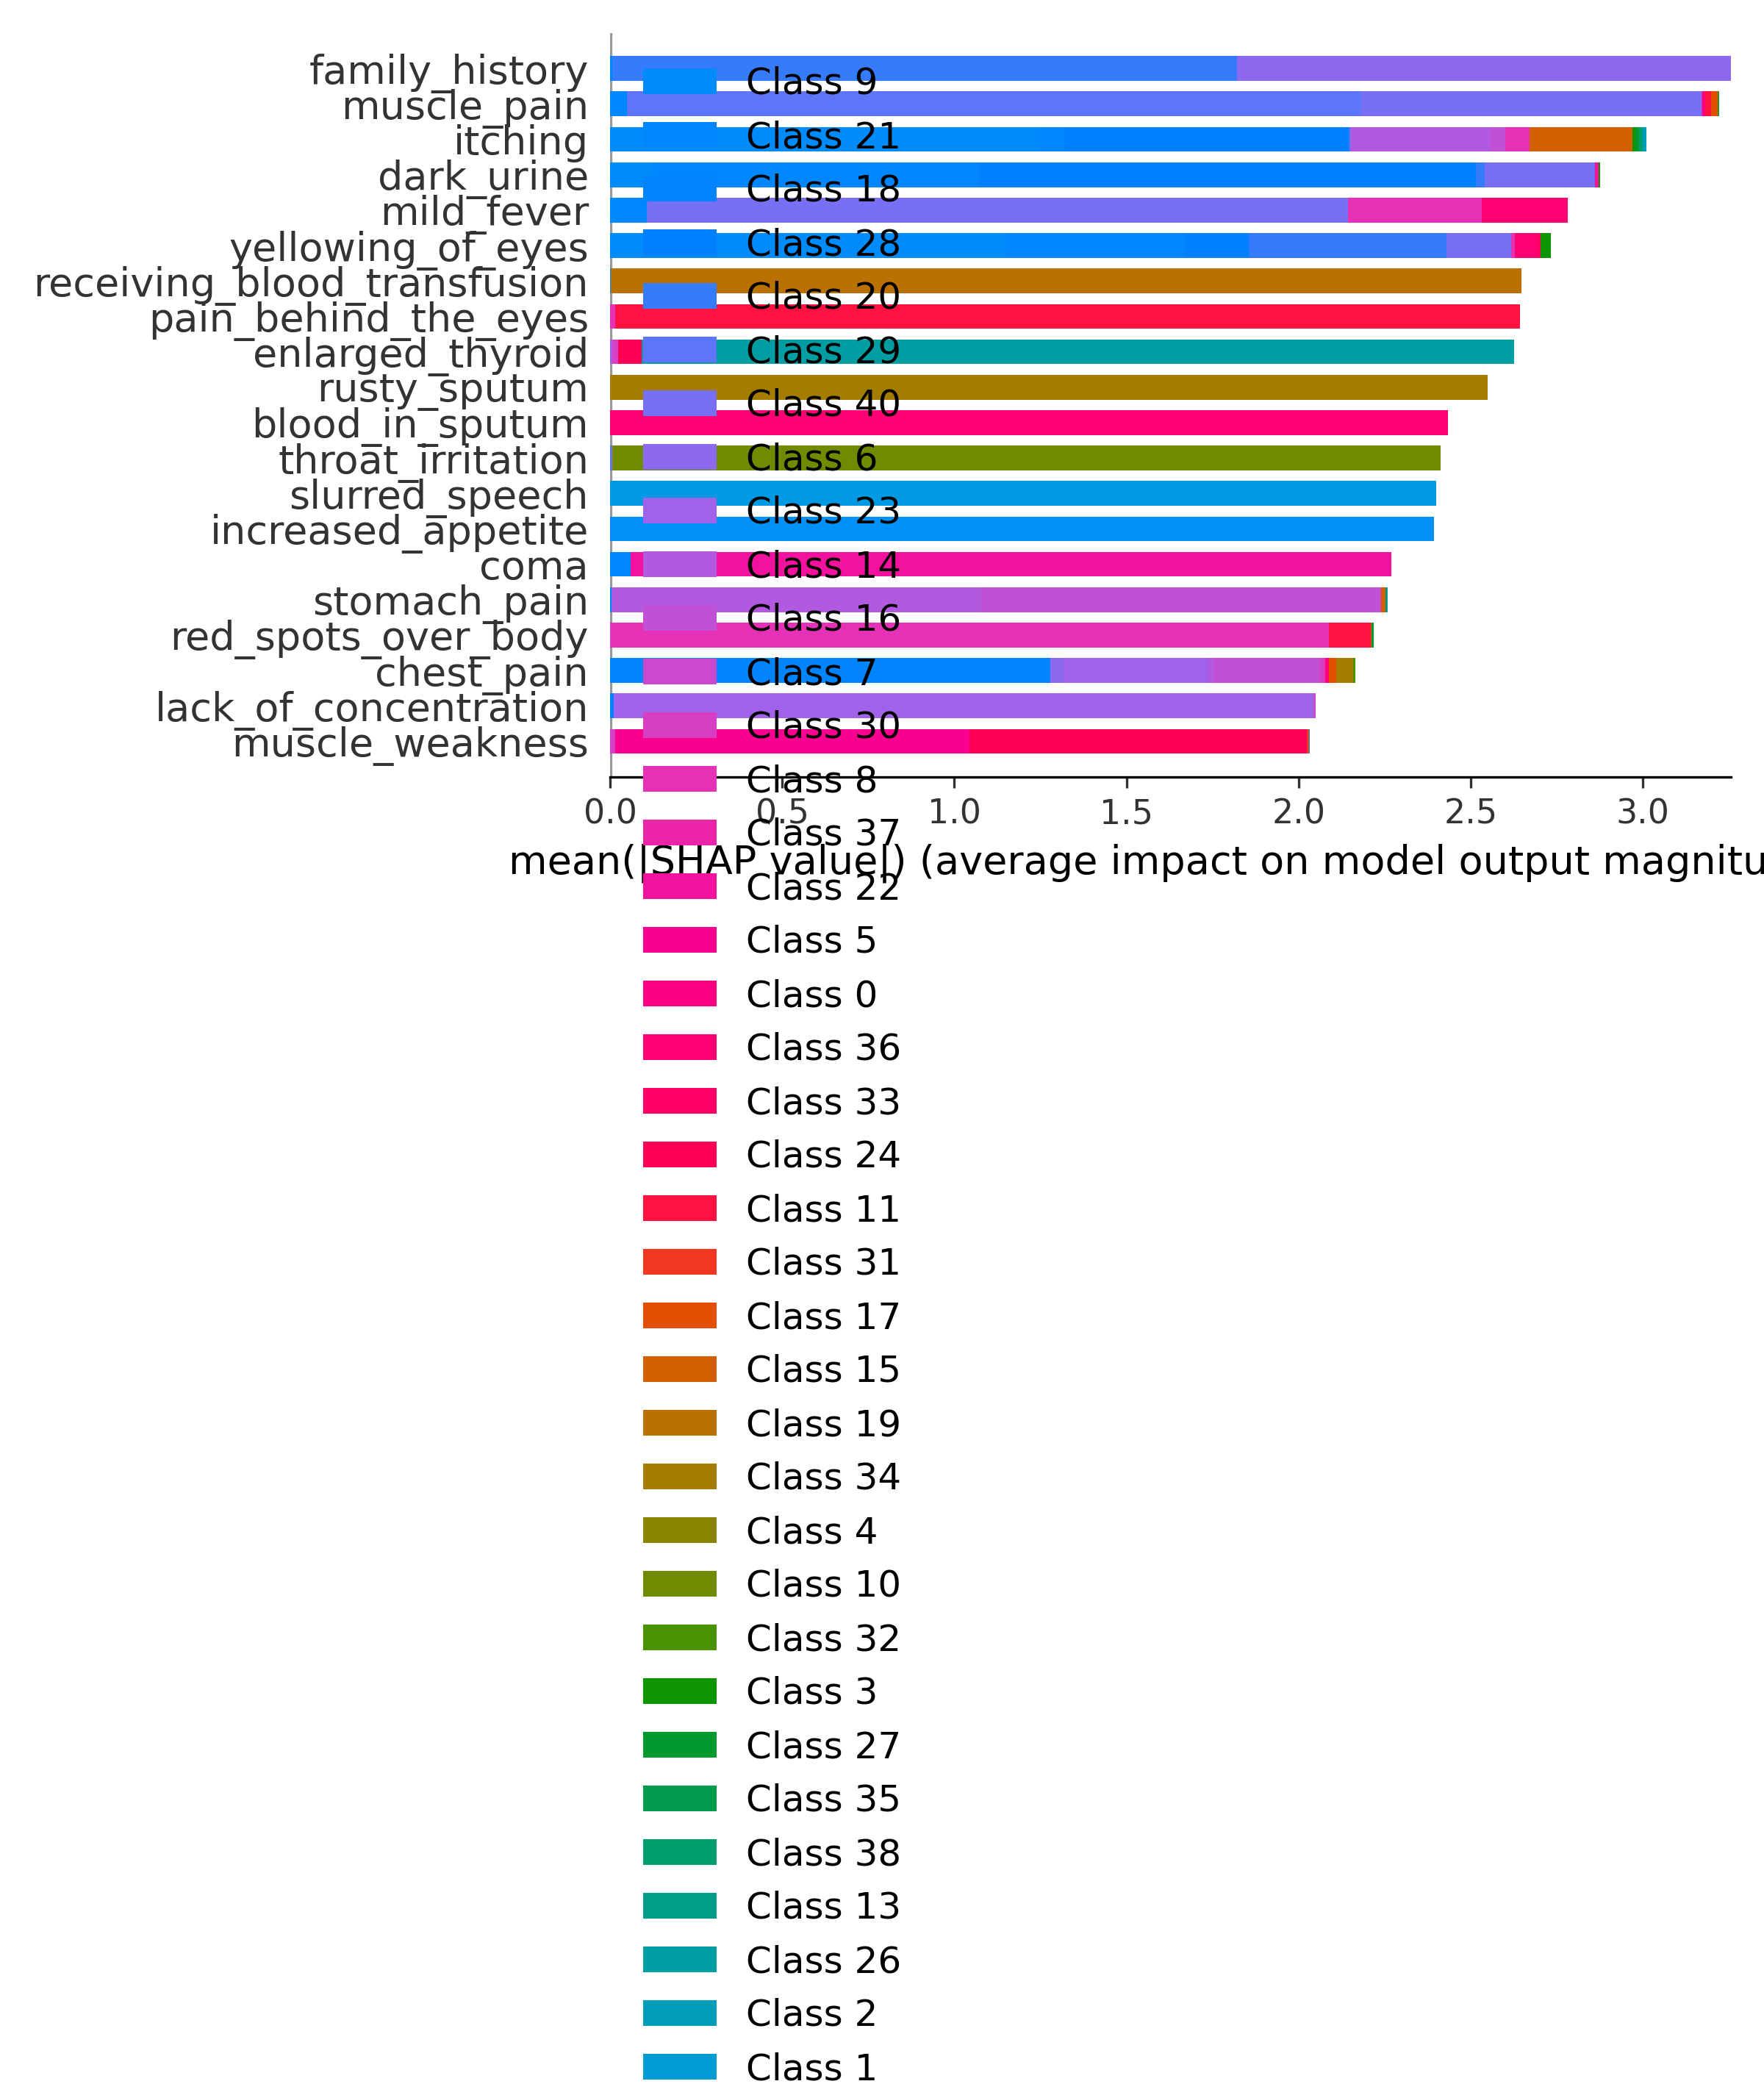 family_history
muscle_pain
itching
dark_urine
mild_fever
yellowing_of_eyes
receiving_blood_transfusion
pain_behind_the_eyes
enlarged_thyroid
rusty_sputum
blood_in_sputum
throat_irritation
slurred_speech
increased_appetite
coma
stomach_pain
red_spots_over_body
chest_pain
lack_of_concentration
muscle_weakness
0.0 0.5 1.0 1.5 2.0 2.5 3.0
mean(|SHAP value|) (average impact on model output magnitu
Class 9
Class 21
Class 18
Class 28
Class 20
Class 29
Class 40
Class 6
Class 23
Class 14
Class 16
Class 7
Class 30
Class 8
Class 37
Class 22
Class 5
Class 0
Class 36
Class 33
Class 24
Class 11
Class 31
Class 17
Class 15
Class 19
Class 34
Class 4
Class 10
Class 32
Class 3
Class 27
Class 35
Class 38
Class 13
Class 26
Class 2
Class 1